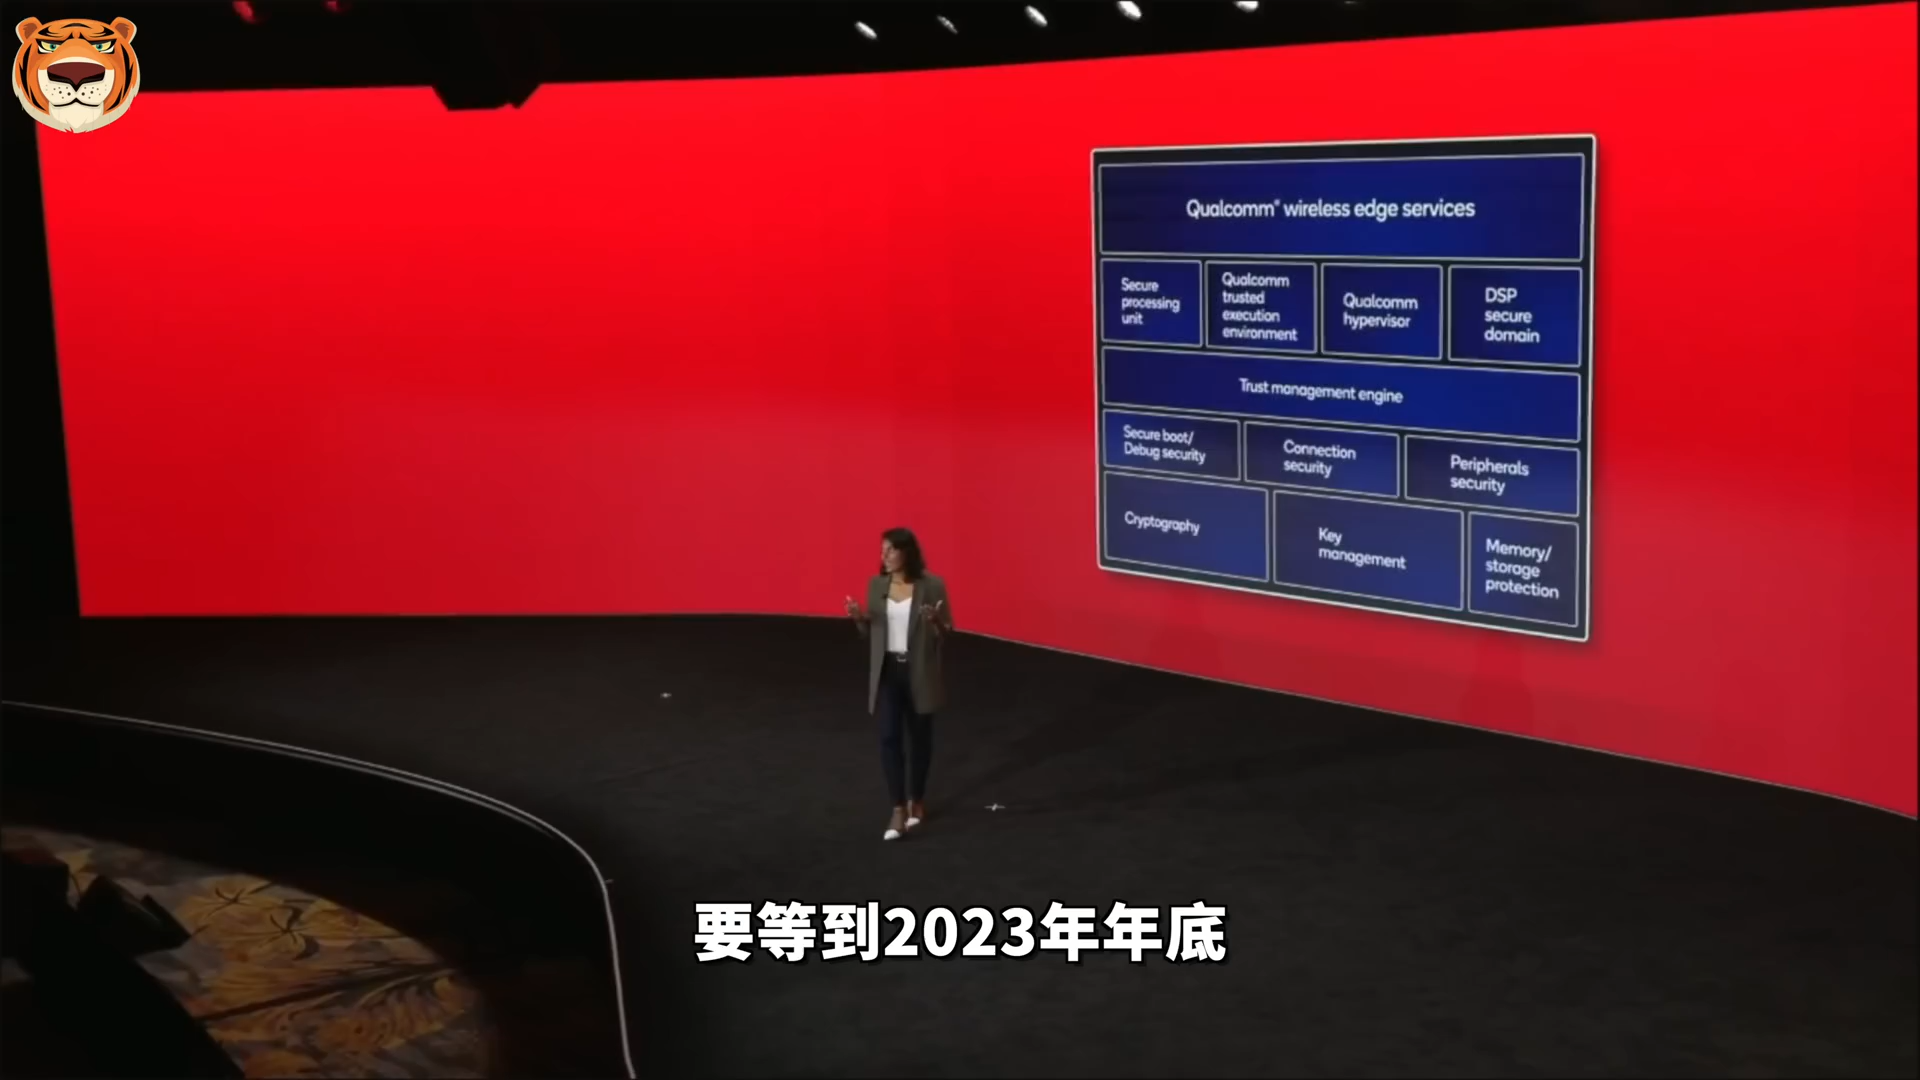 Qualcomm® wireless edge services
Secure
processing
unit
Qualcomm
trusted
execution
environment
Qualcomm
hypervisor
DSP
secure
domain
Trust management engine
Secure boot/
Debug security
Connection
security
Peripherals
security
Cryptography
Key
management
Memory/
storage
protection
要等到2023年年底